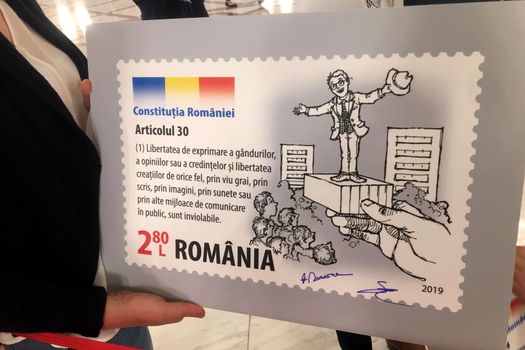 Constituția României
Articolul 30
(1) Libertatea de exprimare a gândurilor,
a opiniilor sau a credințelor și libertatea
creațiilor de orice fel, prin viu grai, prin
scris, prin imagini, prin sunete sau
prin alte mijloace de comunicare
în public, sunt inviolabile.
2 80 L ROMÂNIA
2019